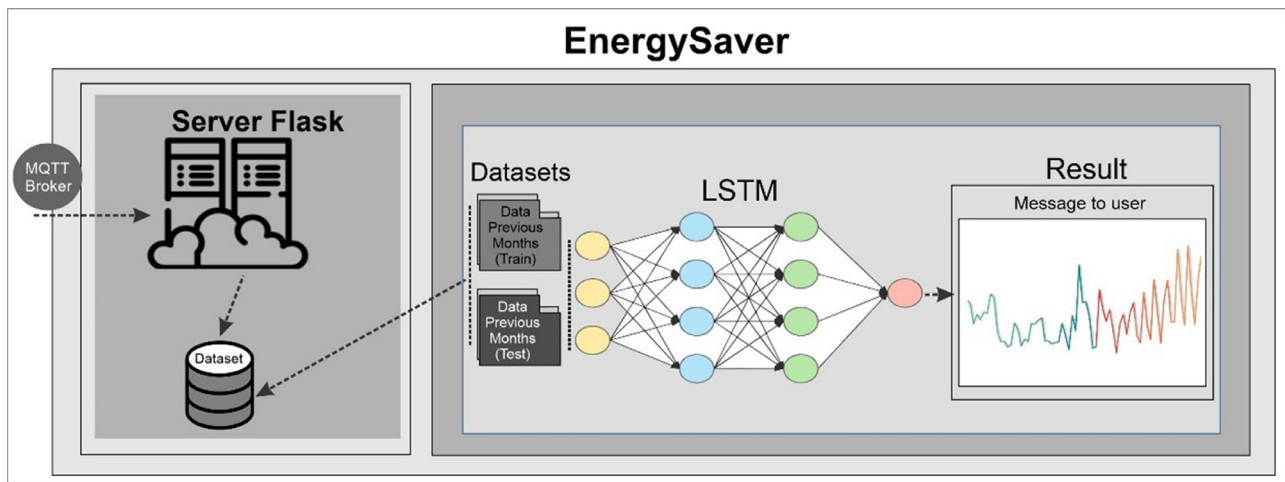 EnergySaver
Server Flask
MQTT
Broker
Dataset
Datasets
Data
Previous
Months
(Train)
Data
Previous
Months
(Test)
LSTM
Result
Message to user